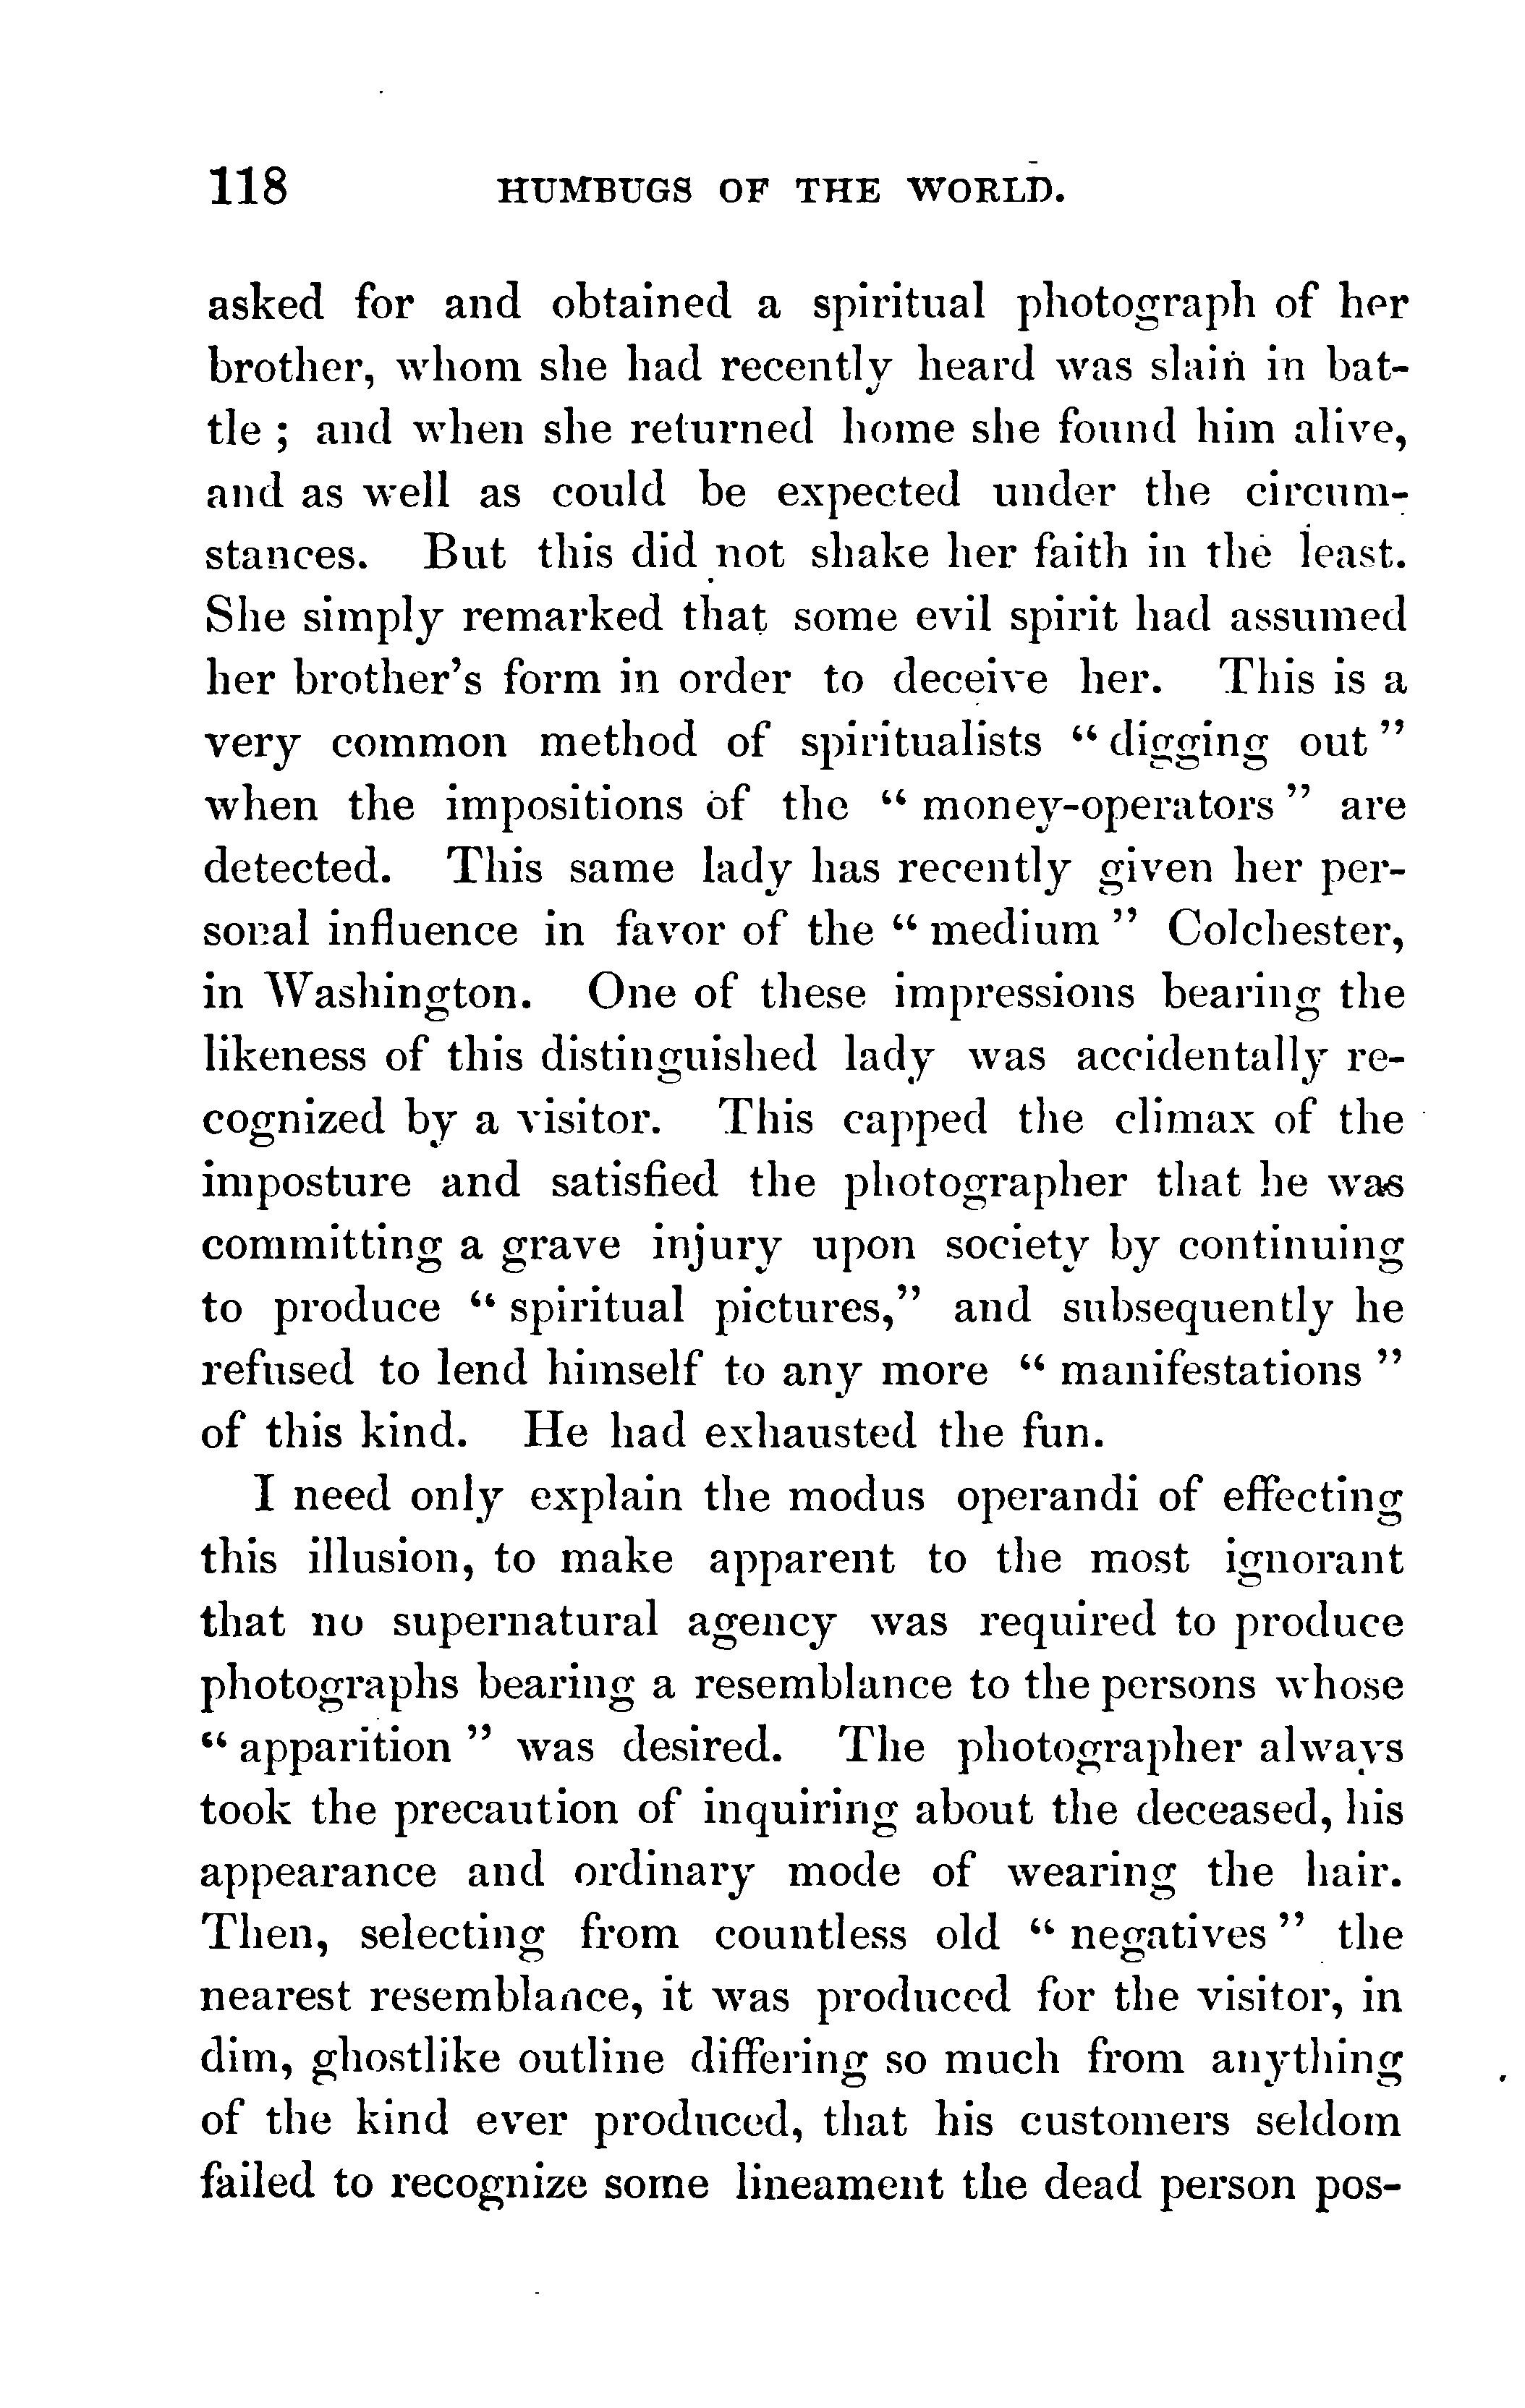 118 HUMBUGS OF THE WORLD.
asked for and obtained a spiritual photograph of her
brother, whom she had recently heard was slain in bat-
tle ; and when she returned home she found him alive,
and as well as could be expected under the circum-
stances. But this did not shake her faith in the least.
She simply remarked that some evil spirit had assumed
her brother's form in order to deceive her. This is a
very common method of spiritualists “ digging out ”
when the impositions of the “ money-operators ” are
detected. This same lady has recently given her per-
sonal influence in favor of the “ medium ” Colchester,
in Washington. One of these impressions bearing the
likeness of this distinguished lady was accidentally re-
cognized by a visitor. This capped the climax of the
imposture and satisfied the photographer that he was
committing a grave injury upon society by continuing
to produce “ spiritual pictures,” and subsequently he
refused to lend himself to any more “ manifestations ”
of this kind. He had exhausted the fun.
I need only explain the modus operandi of effecting
this illusion, to make apparent to the most ignorant
that no supernatural agency was required to produce
photographs bearing a resemblance to the persons whose
“ apparition ” was desired. The photographer always
took the precaution of inquiring about the deceased, his
appearance and ordinary mode of wearing the hair.
Then, selecting from countless old “ negatives ” the
nearest resemblance, it was produced for the visitor, in
dim, ghostlike outline differing so much from anything
of the kind ever produced, that his customers seldom
failed to recognize some lineament the dead person pos-